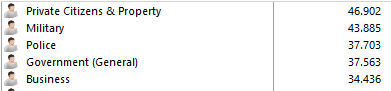 Private Citizens & Property 46.902
Military 43.885
Police 37.703
Government (General) 37.563
Business 34.436